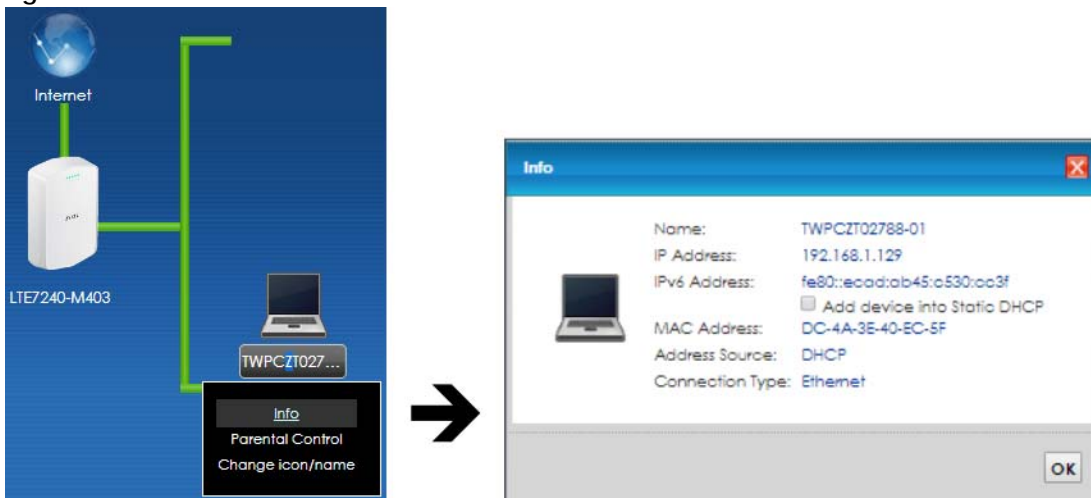 Internet
LTE7240-M403
TWPCZT027...
Info
Parental Control
Change icon/name
Info
Name: TWPCZT02788-01
IP Address: 192.168.1.129
IPv6 Address: fe80::ecad:ab45:c530:cc3f
Add device into Static DHCP
MAC Address: DC-4A-3E-40-EC-5F
Address Source: DHCP
Connection Type: Ethernet
OK